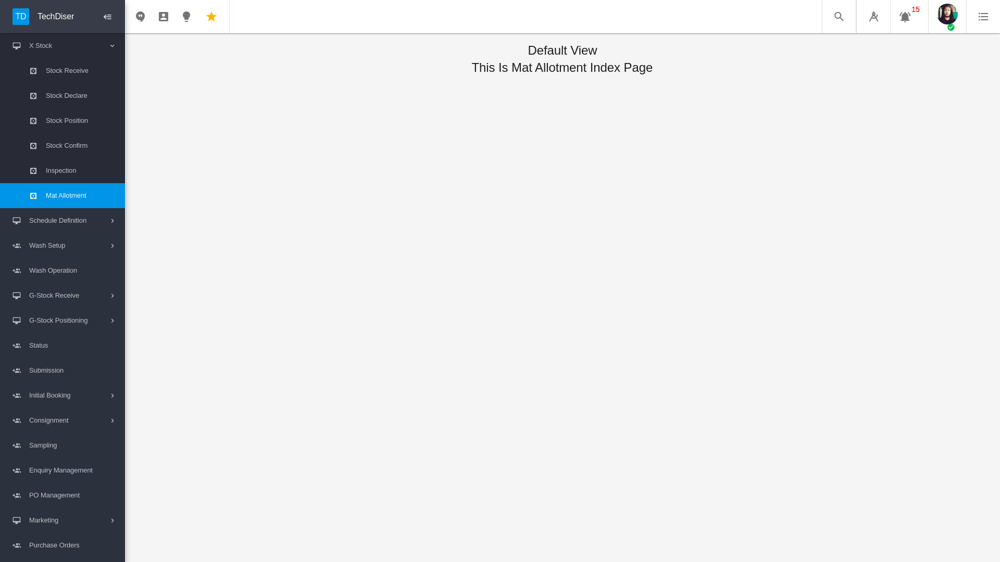 TD TechDiser
15
X Stock
Stock Receive
Stock Declare
Stock Position
Stock Confirm
Inspection
Mat Allotment
Schedule Definition
Wash Setup
Wash Operation
G-Stock Receive
G-Stock Positioning
Status
Submission
Initial Booking
Consignment
Sampling
Enquiry Management
PO Management
Marketing
Purchase Orders
Default View
This Is Mat Allotment Index Page